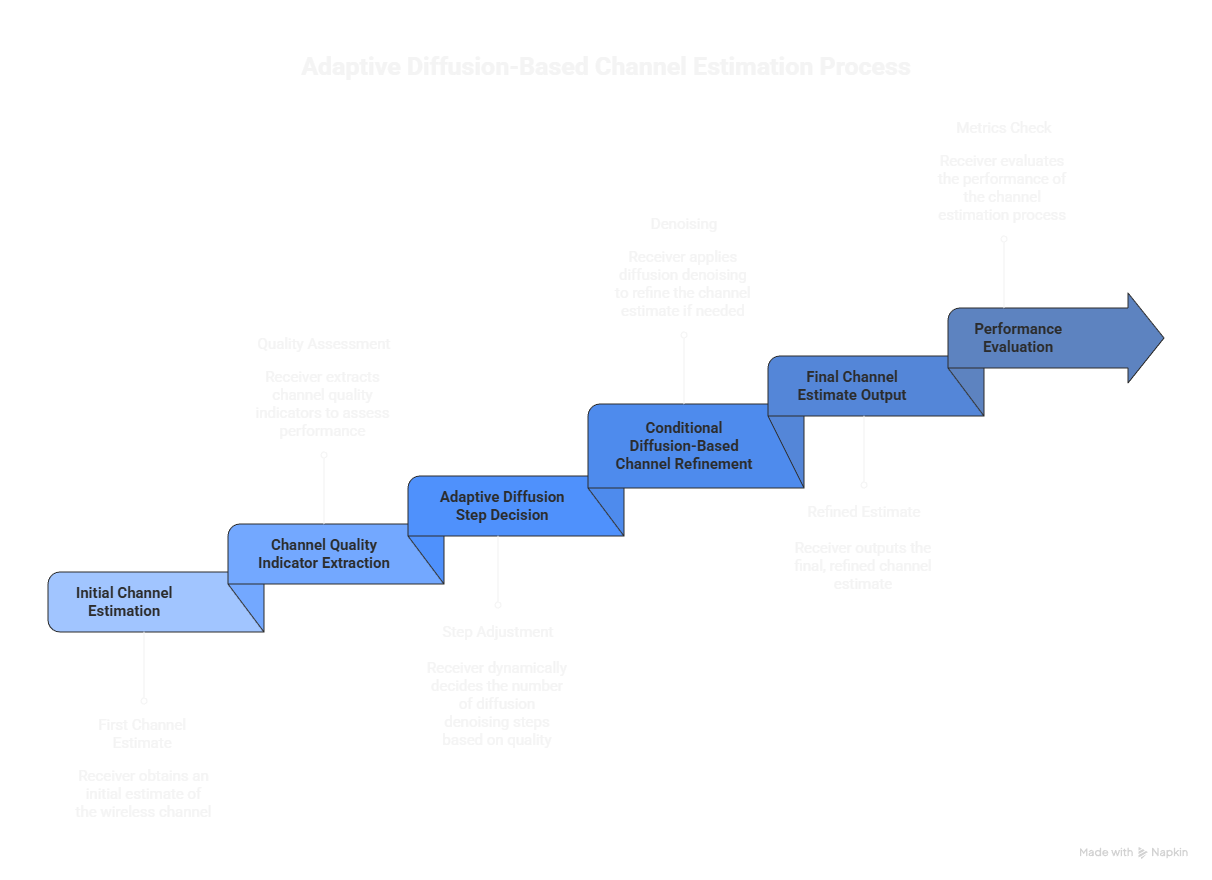 Adaptive Diffusion-Based Channel Estimation Process
Metrics Check
Receiver evaluates
the performance of
the channel
estimation process
Denoising
Receiver applies
diffusion denoising
to refine the channel
estimate if needed
Performance
Evaluation
Quality Assessment
Receiver extracts
channel quality
indicators to assess
performance
Final Channel
Estimate Output
Conditional
Diffusion-Based
Channel Refinement
Adaptive Diffusion
Step Decision
Refined Estimate
Receiver outputs the
final, refined channel
estimate
Channel Quality
Indicator Extraction
Initial Channel
Estimation
Step Adjustment
Receiver dynamically
decides the number
of diffusion
denoising steps
based on quality
First Channel
Estimate
Receiver obtains an
initial estimate of
the wireless channel
Made with Napkin